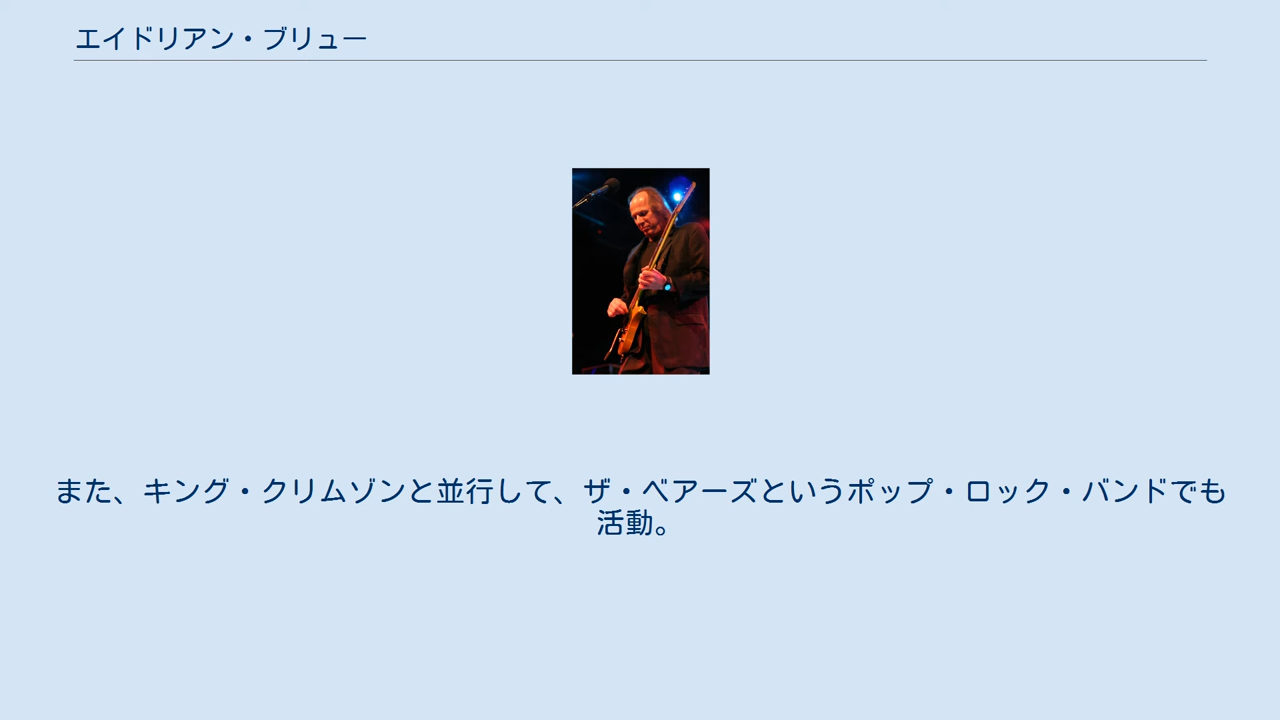 エイドリアン・ブリュー
また、キング・クリムゾンと並行して、ザ・ベアーズというポップ・ロック・バンドでも
活動。